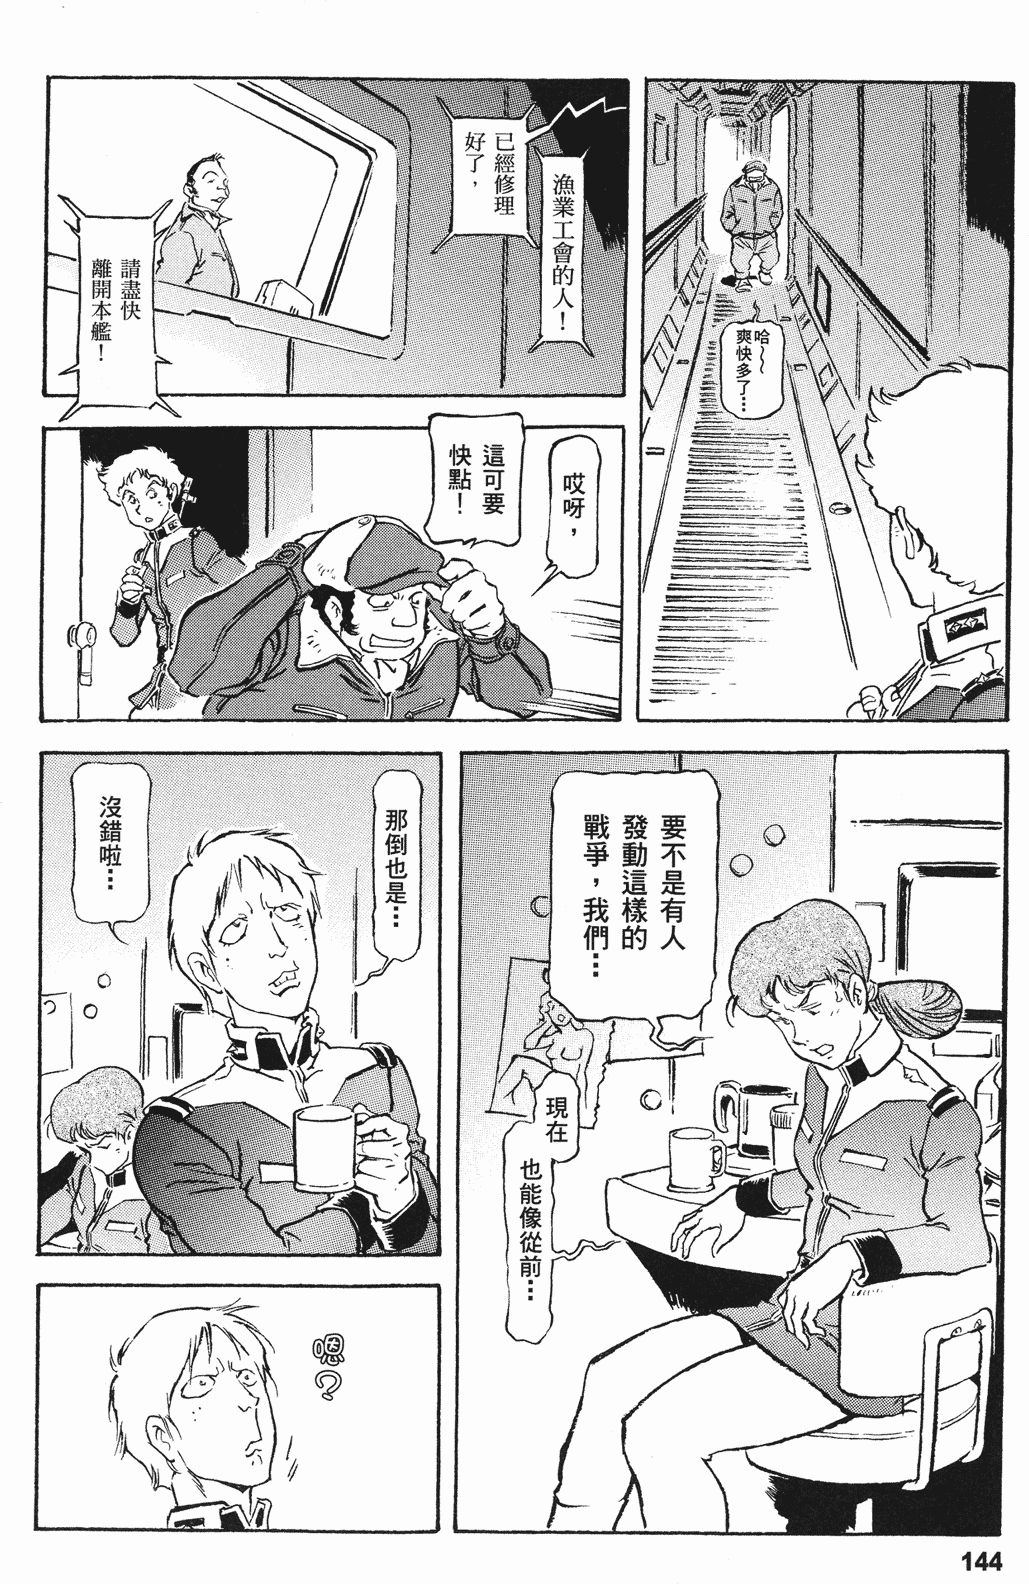 哈~~
爽快多了…
漁業工會的人！
已經修理
好了，
請盡快
離開本艦！
哎呀，
這可要
快點！
要不是有人
發動這樣的
戰爭，我們…
現在
也能像從前…
那倒也是…
沒錯啦…
嗯？
144